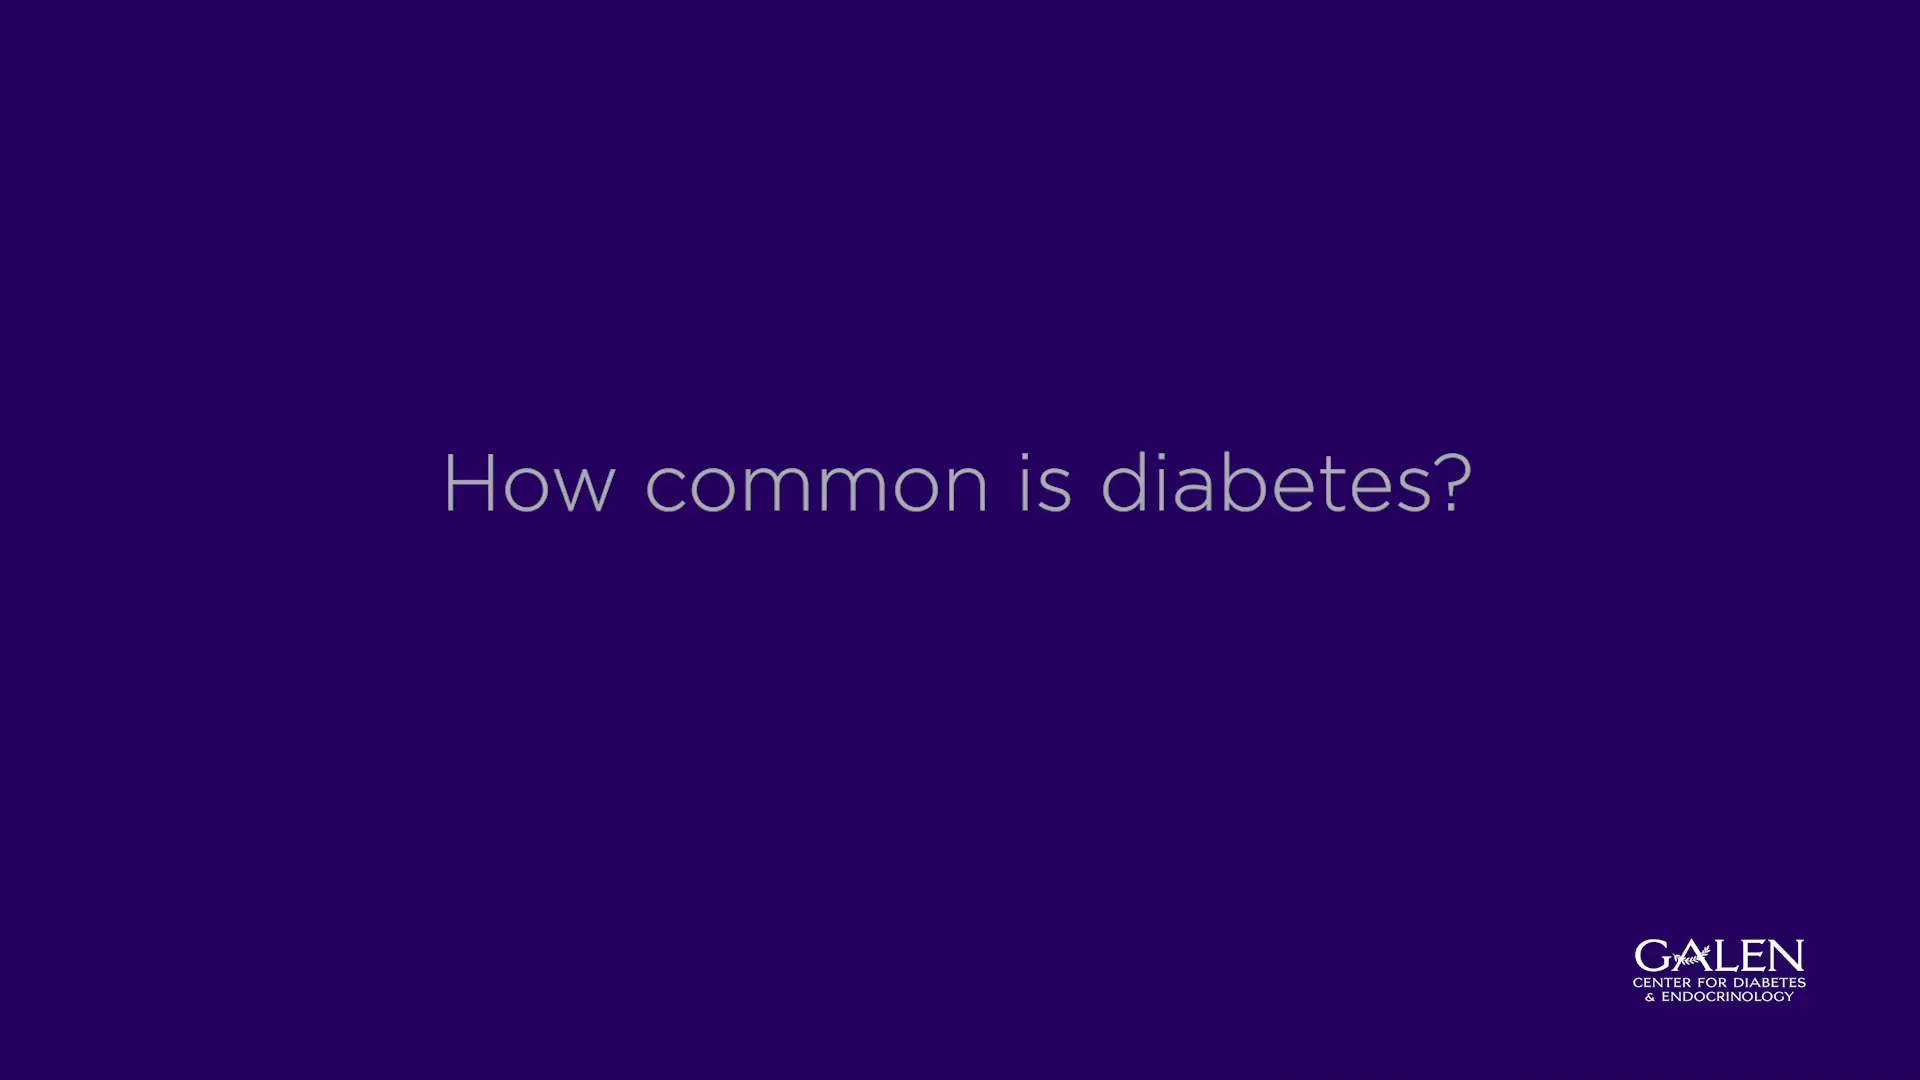 How common is diabetes?
GALEN
CENTER FOR DIABETES
& ENDOCRINOLOGY